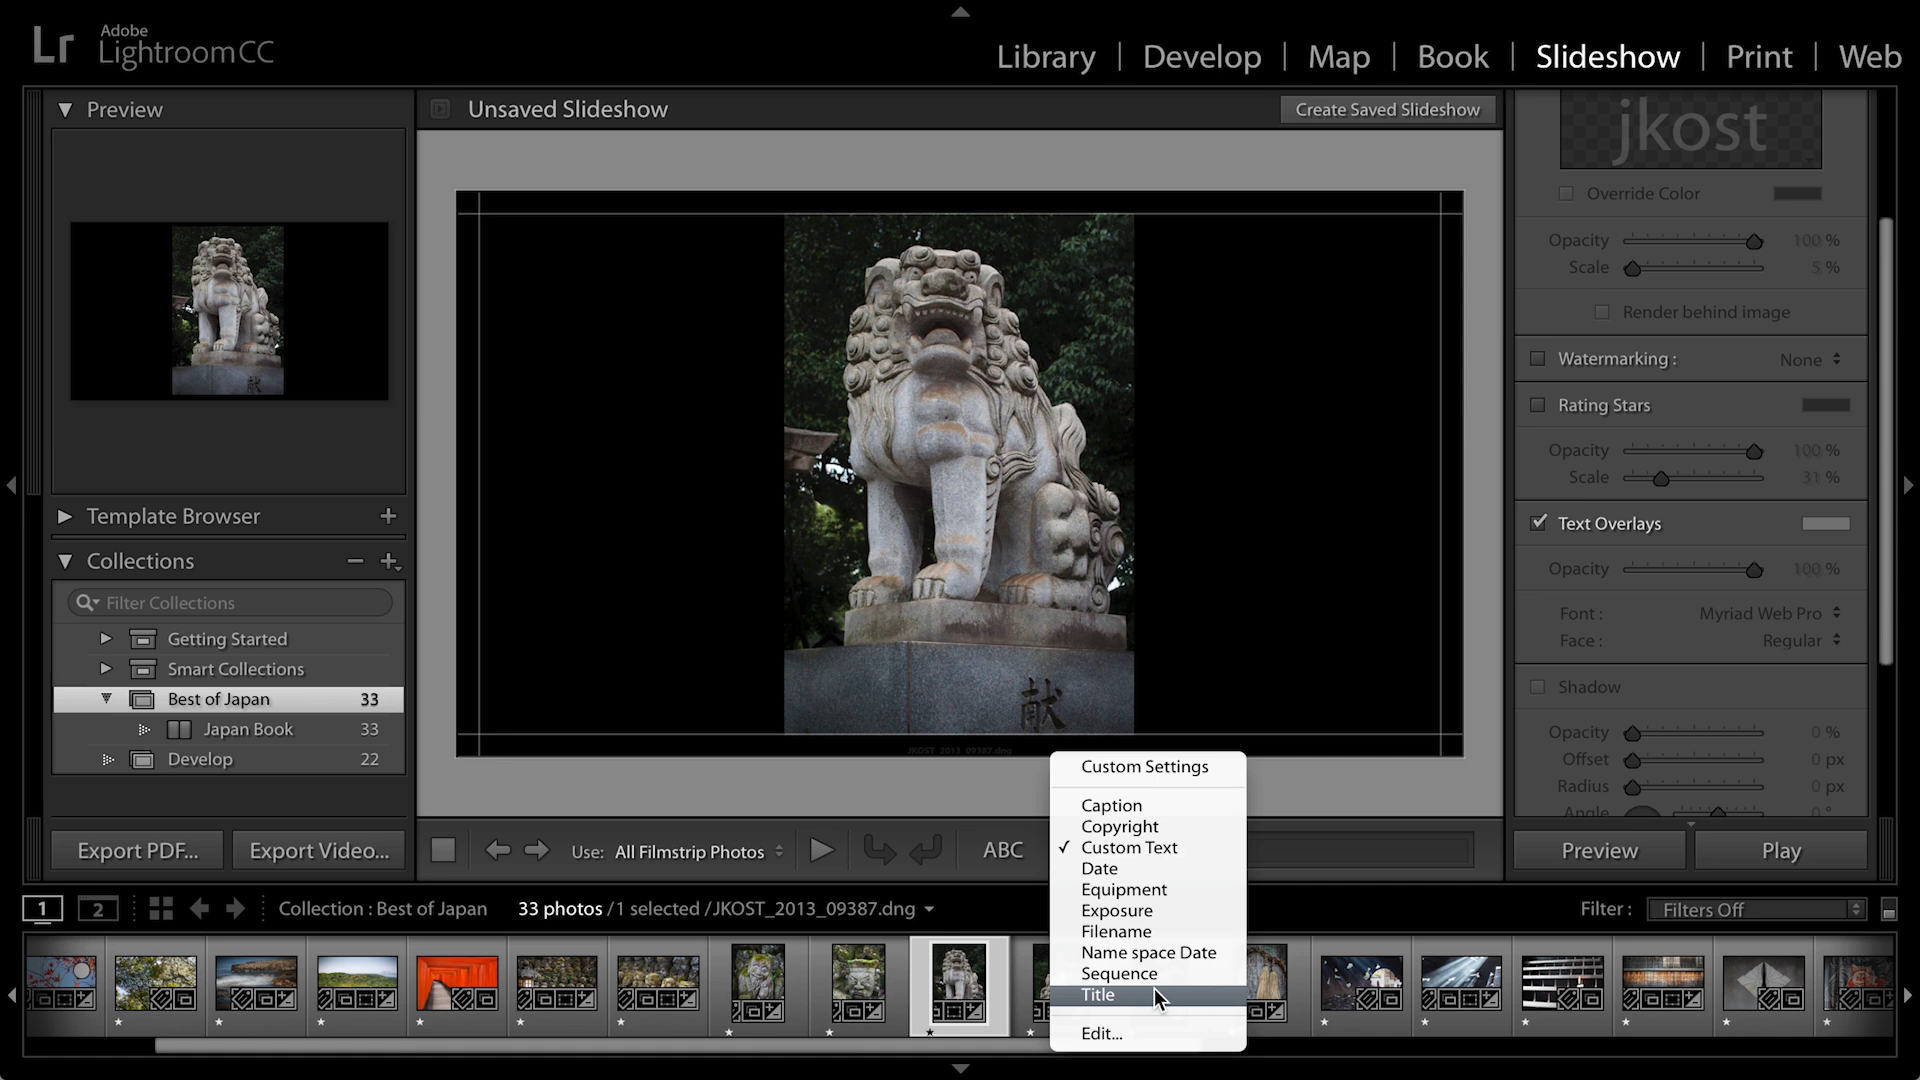 Lr Adobe
Lightroom CC
Library | Develop | Map | Book | Slideshow | Print | Web
Preview
Unsaved Slideshow
Create Saved Slideshow
jkost
Override Color
Opacity 100 %
Scale 5 %
Render behind image
Watermarking : None
Rating Stars
Opacity 100 %
Scale 31 %
Template Browser
Text Overlays
Collections
Opacity 100 %
Filter Collections
Font : Myriad Web Pro
Face : Regular
Getting Started
Smart Collections
Shadow
Best of Japan 33
献
Japan Book 33
Opacity 0 %
Develop 22
Offset 0 px
JKOST_2013_09387.dng
Radius 0 px
Angle 0 °
Custom Settings
Caption
Copyright
Custom Text
Date
Equipment
Exposure
Filename
Name space Date
Sequence
Title
Edit...
Export PDF...
Export Video...
Use: All Filmstrip Photos
ABC
Preview
Play
1
2
Collection : Best of Japan
33 photos /1 selected /JKOST_2013_09387.dng
Filter : Filters Off